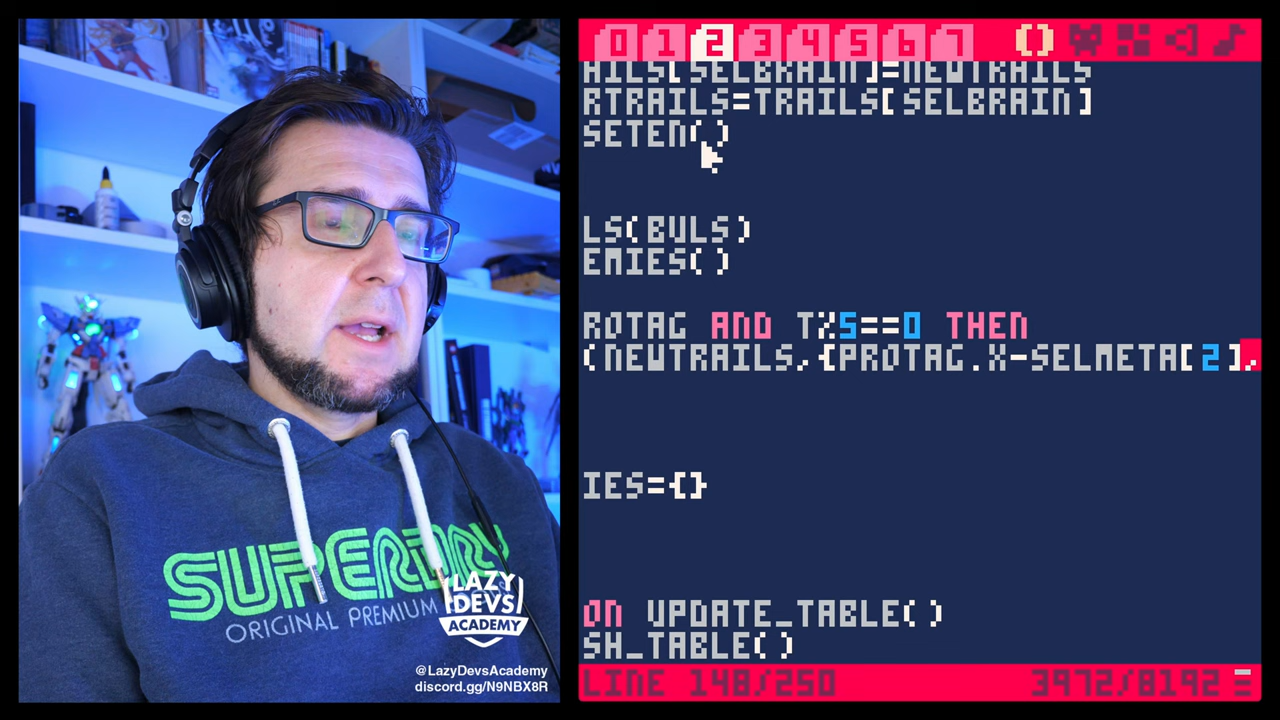 SUPERDRY
ORIGINAL PREMIUM
LAZY
DEVS
ACADEMY
@LazyDevsAcademy
discord.gg/N9NBX8R
0 1 2 3 4 5 6 7 ()
AILS[SELBRAIN]=NEWTRAILS
RTRAILS=TRAILS[SELBRAIN]
SETEN()
LS(BULS)
EMIES()
ROTAG AND T%5==0 THEN
(NEWTRAILS,{PROTAG.X-SELMETA[2],
IES={}
ON UPDATE_TABLE()
SH_TABLE()
LINE 148/250 3972/8192